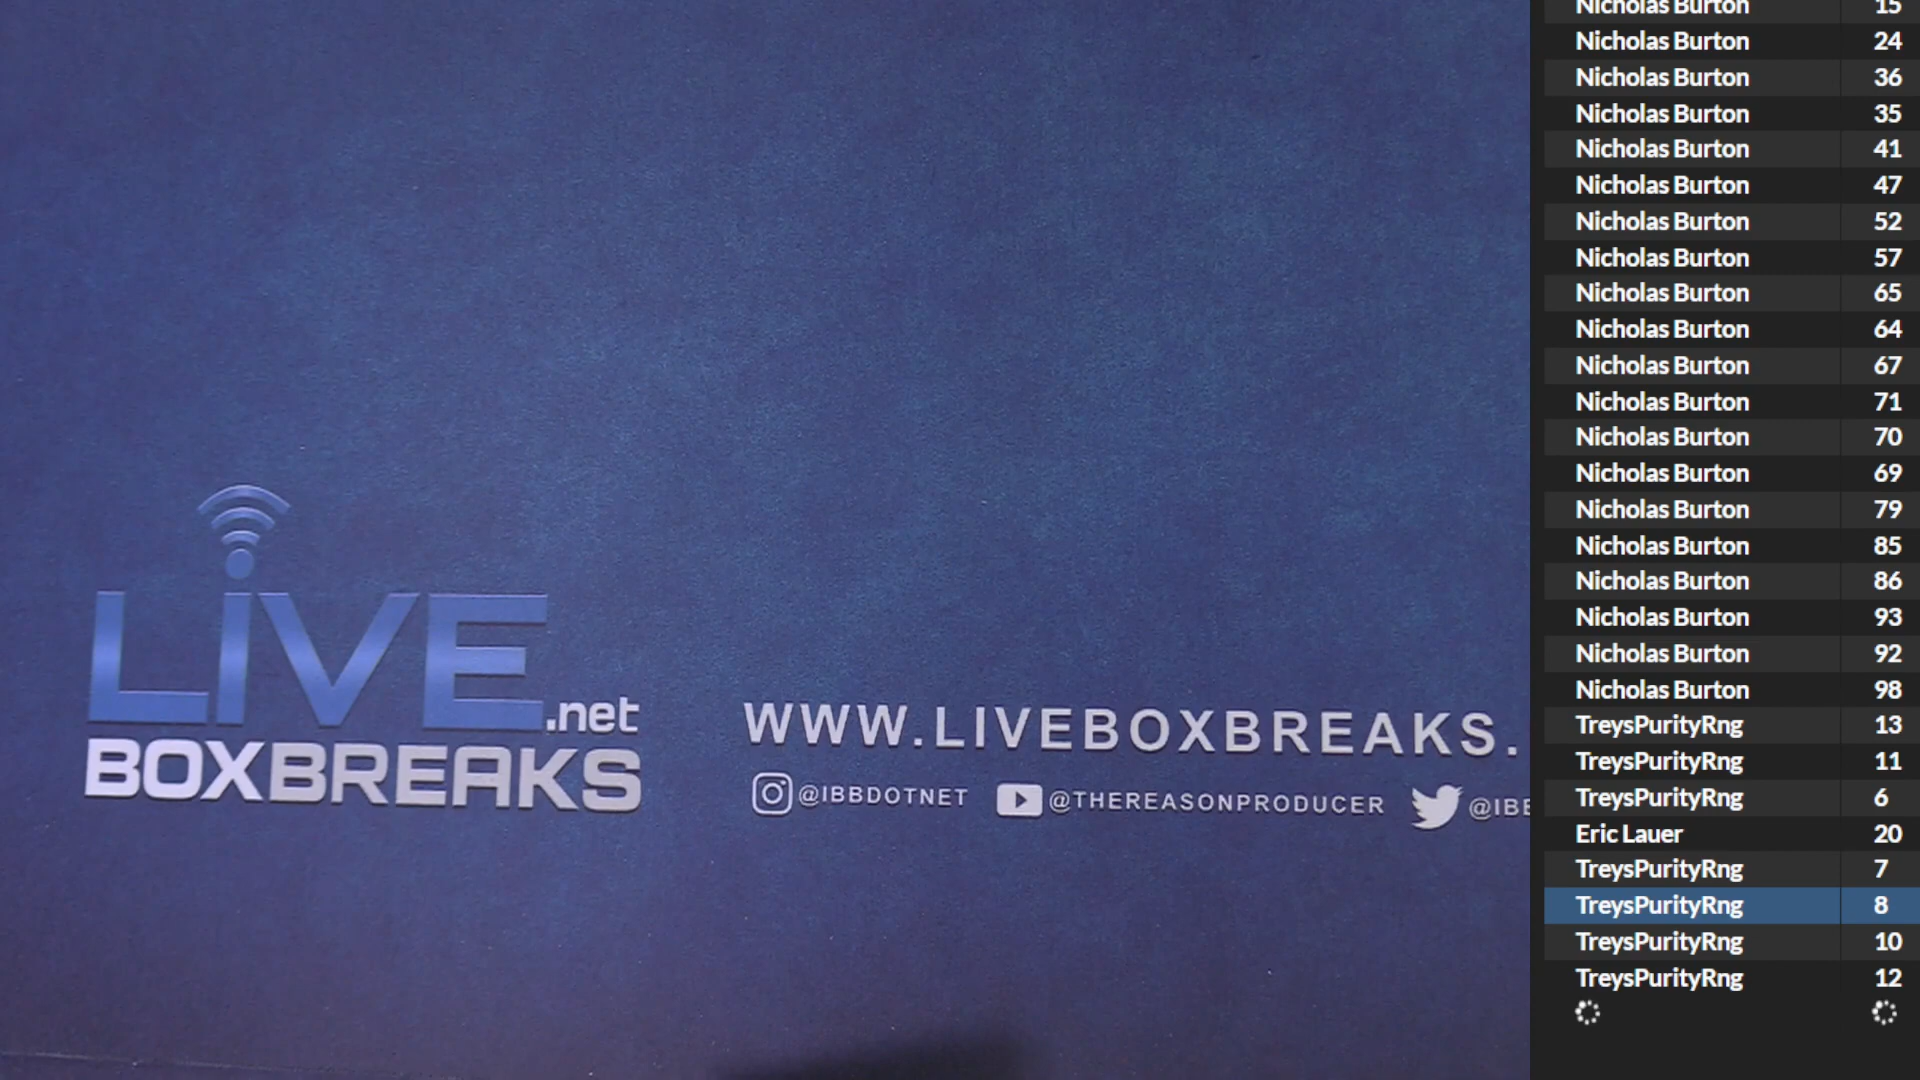 LIVE.net
BOXBREAKS
WWW.LIVEBOXBREAKS.
@IBBDOTNET @THEREASONPRODUCER
Nicholas Burton 15
Nicholas Burton 24
Nicholas Burton 36
Nicholas Burton 35
Nicholas Burton 41
Nicholas Burton 47
Nicholas Burton 52
Nicholas Burton 57
Nicholas Burton 65
Nicholas Burton 64
Nicholas Burton 67
Nicholas Burton 71
Nicholas Burton 70
Nicholas Burton 69
Nicholas Burton 79
Nicholas Burton 85
Nicholas Burton 86
Nicholas Burton 93
Nicholas Burton 92
Nicholas Burton 98
TreysPurityRng 13
TreysPurityRng 11
TreysPurityRng 6
Eric Lauer 20
TreysPurityRng 7
TreysPurityRng 8
TreysPurityRng 10
TreysPurityRng 12